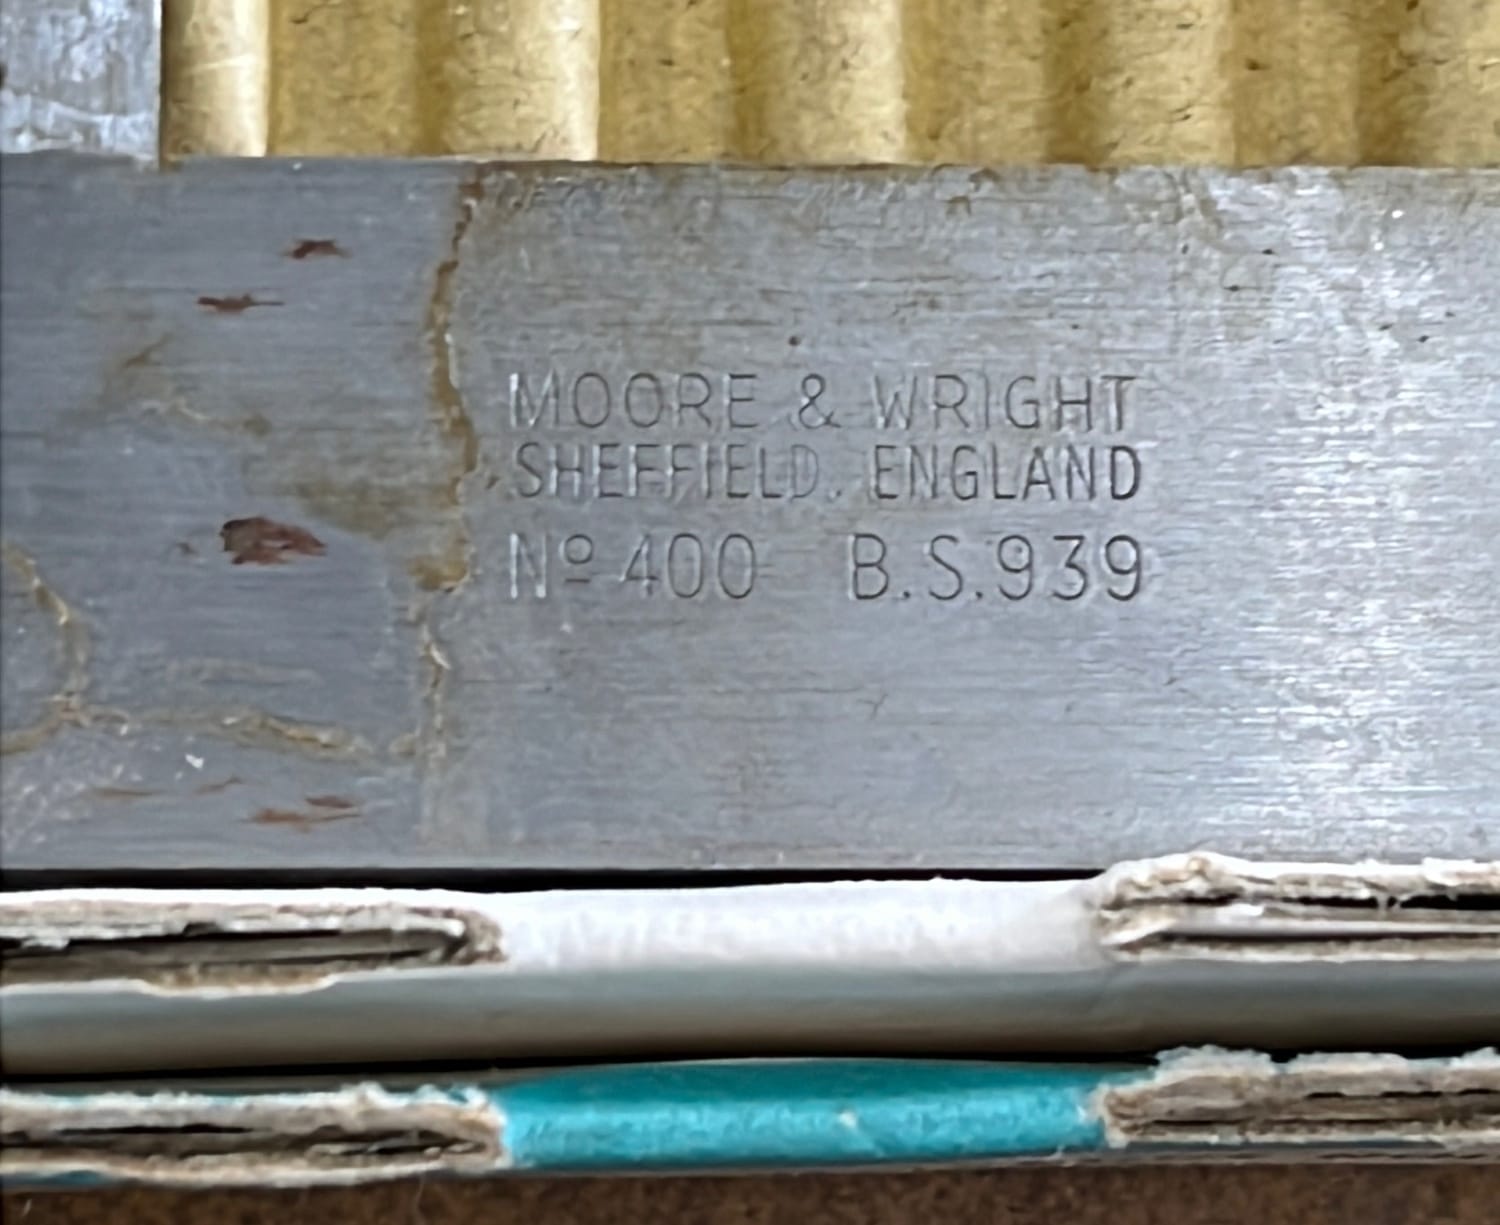 MOORE & WRIGHT
SHEFFIELD. ENGLAND
Nº 400 B.S.939